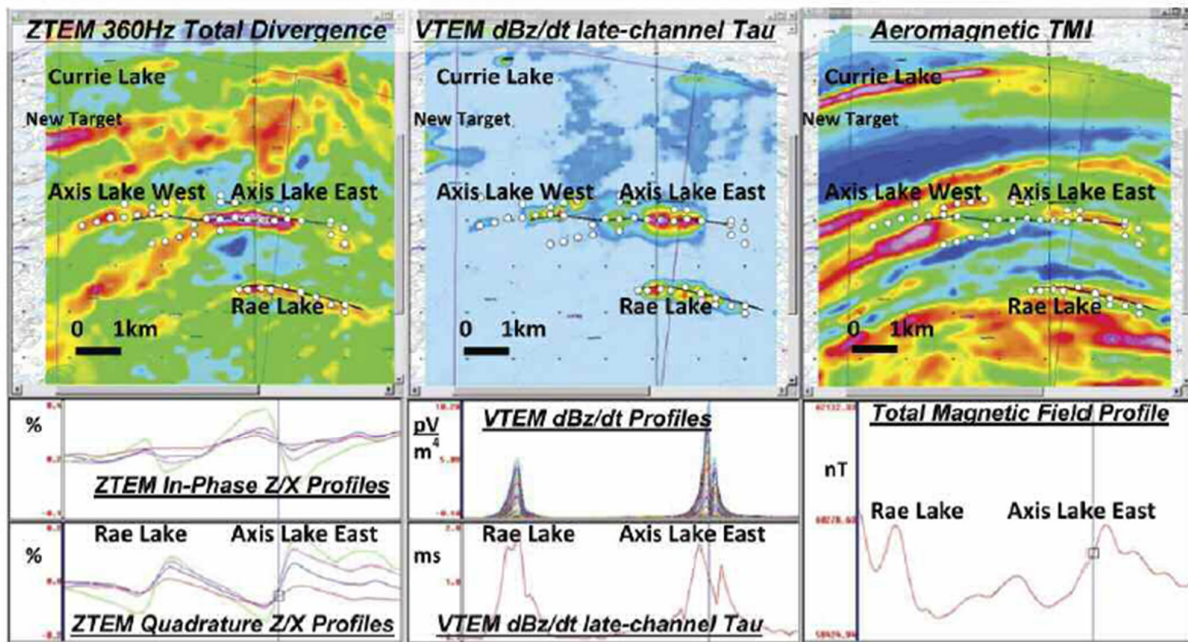 ZTEM 360Hz Total Divergence
Currie Lake
New Target
Axis Lake West Axis Lake East
Rae Lake
0 1km
VTEM dBz/dt late-channel Tau
Currie Lake
New Target
Axis Lake West Axis Lake East
Rae Lake
0 1km
Aeromagnetic TMI
Currie Lake
New Target
Axis Lake West Axis Lake East
Rae Lake
0 1km
%
ZTEM In-Phase Z/X Profiles
%
Rae Lake Axis Lake East
ZTEM Quadrature Z/X Profiles
pV
m4
VTEM dBz/dt Profiles
ms
Rae Lake Axis Lake East
VTEM dBz/dt late-channel Tau
Total Magnetic Field Profile
nT
Rae Lake Axis Lake East